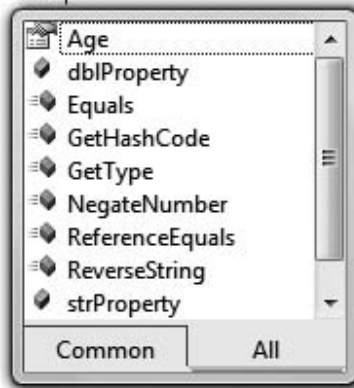 Age
dblProperty
Equals
GetHashCode
GetType
NegateNumber
ReferenceEquals
ReverseString
strProperty
Common All